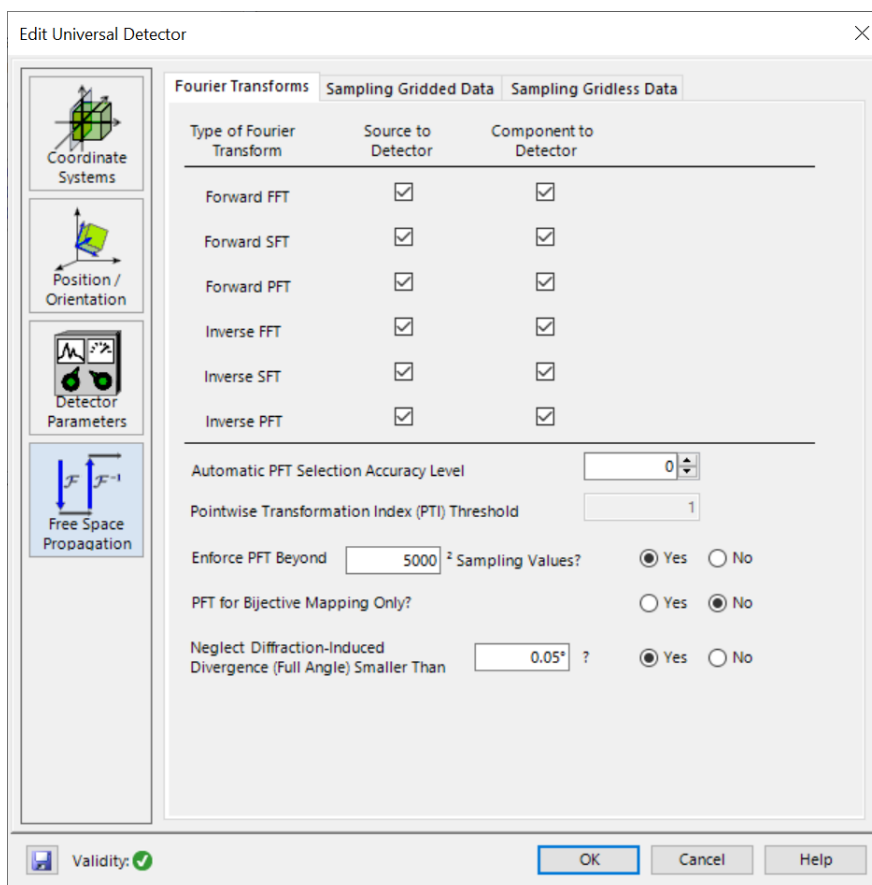 Edit Universal Detector
Coordinate
Systems
Position /
Orientation
Detector
Parameters
ℱ ℱ⁻¹
Free Space
Propagation
Fourier Transforms Sampling Gridded Data Sampling Gridless Data
Type of Fourier
Transform
Source to
Detector
Component to
Detector
Forward FFT
Forward SFT
Forward PFT
Inverse FFT
Inverse SFT
Inverse PFT
Automatic PFT Selection Accuracy Level 0
Pointwise Transformation Index (PTI) Threshold 1
Enforce PFT Beyond 5000 ² Sampling Values? Yes No
PFT for Bijective Mapping Only? Yes No
Neglect Diffraction-Induced
Divergence (Full Angle) Smaller Than 0.05° ? Yes No
Validity: OK Cancel Help